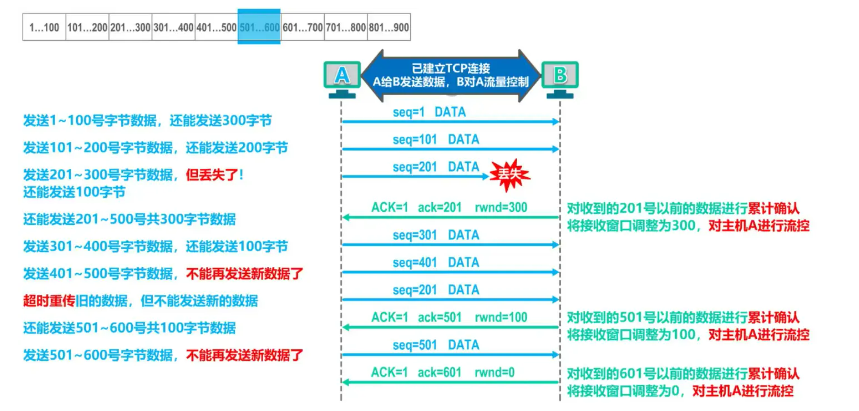 1…100 101…200 201…300 301…400 401…500 501…600 601…700 701…800 801…900
已建立TCP连接
A给B发送数据，B对A流量控制
A
B
seq=1 DATA
发送1~100号字节数据，还能发送300字节
seq=101 DATA
发送101~200号字节数据，还能发送200字节
seq=201 DATA
丢失
发送201~300号字节数据，但丢失了！
还能发送100字节
ACK=1 ack=201 rwnd=300
对收到的201号以前的数据进行累计确认
将接收窗口调整为300，对主机A进行流控
还能发送201~500号共300字节数据
seq=301 DATA
发送301~400号字节数据，还能发送100字节
seq=401 DATA
发送401~500号字节数据，不能再发送新数据了
seq=201 DATA
超时重传旧的数据，但不能发送新的数据
ACK=1 ack=501 rwnd=100
对收到的501号以前的数据进行累计确认
将接收窗口调整为100，对主机A进行流控
还能发送501~600号共100字节数据
seq=501 DATA
发送501~600号字节数据，不能再发送新数据了
ACK=1 ack=601 rwnd=0
对收到的601号以前的数据进行累计确认
将接收窗口调整为0，对主机A进行流控